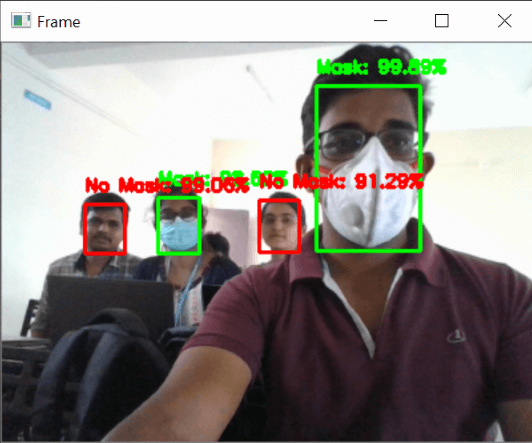 Frame
Mask: 99.89%
No Mask: 99.06%
No Mask: 91.29%